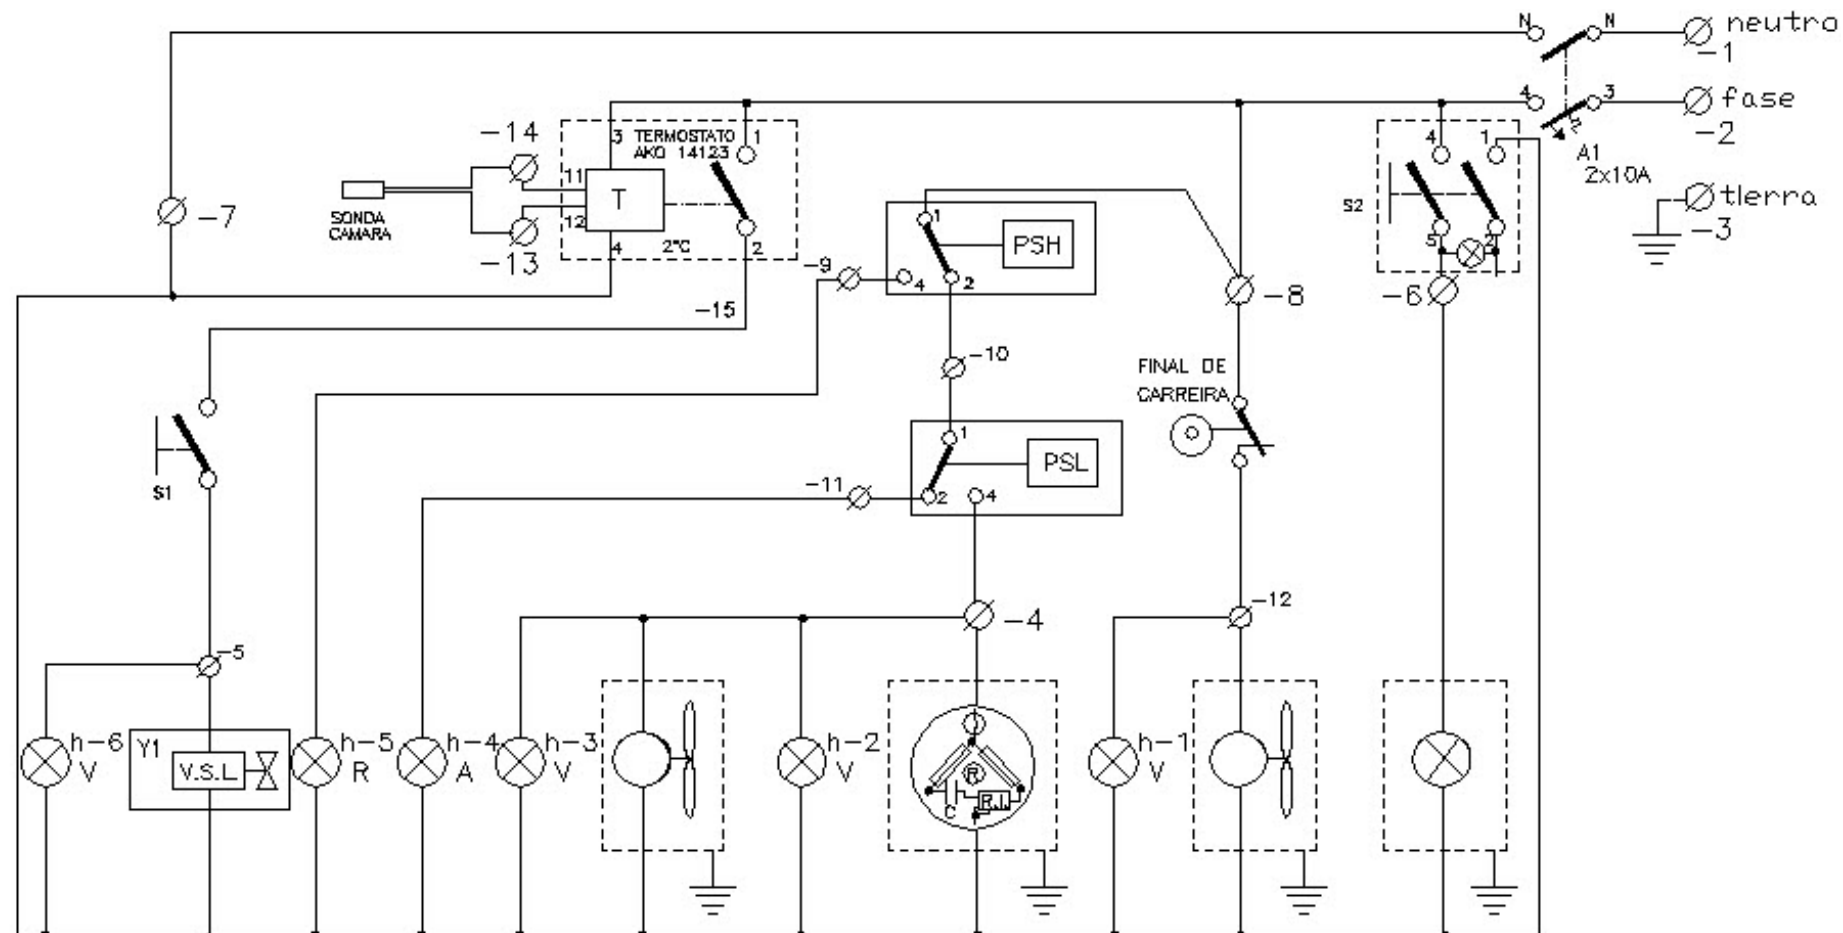 N N neutro
-1
4 3 fase
-2
A1
2x10A
tlerra
-3
-14
3 TERMOSTATO 1
AKO 14123
4 1
11
T
12
SONDA
CAMARA
S2
-7
-13
4 2°C 2
5 2
1
PSH
-9
4 2
-8
-6
-15
-10
FINAL DE
CARREIRA
1
PSL
S1
-11
2 4
-12
-4
-5
h-6
V
Y1
V.S.L.
h-5
R
h-4
A
h-3
V
h-2
V
R
C
R.I.
h-1
V